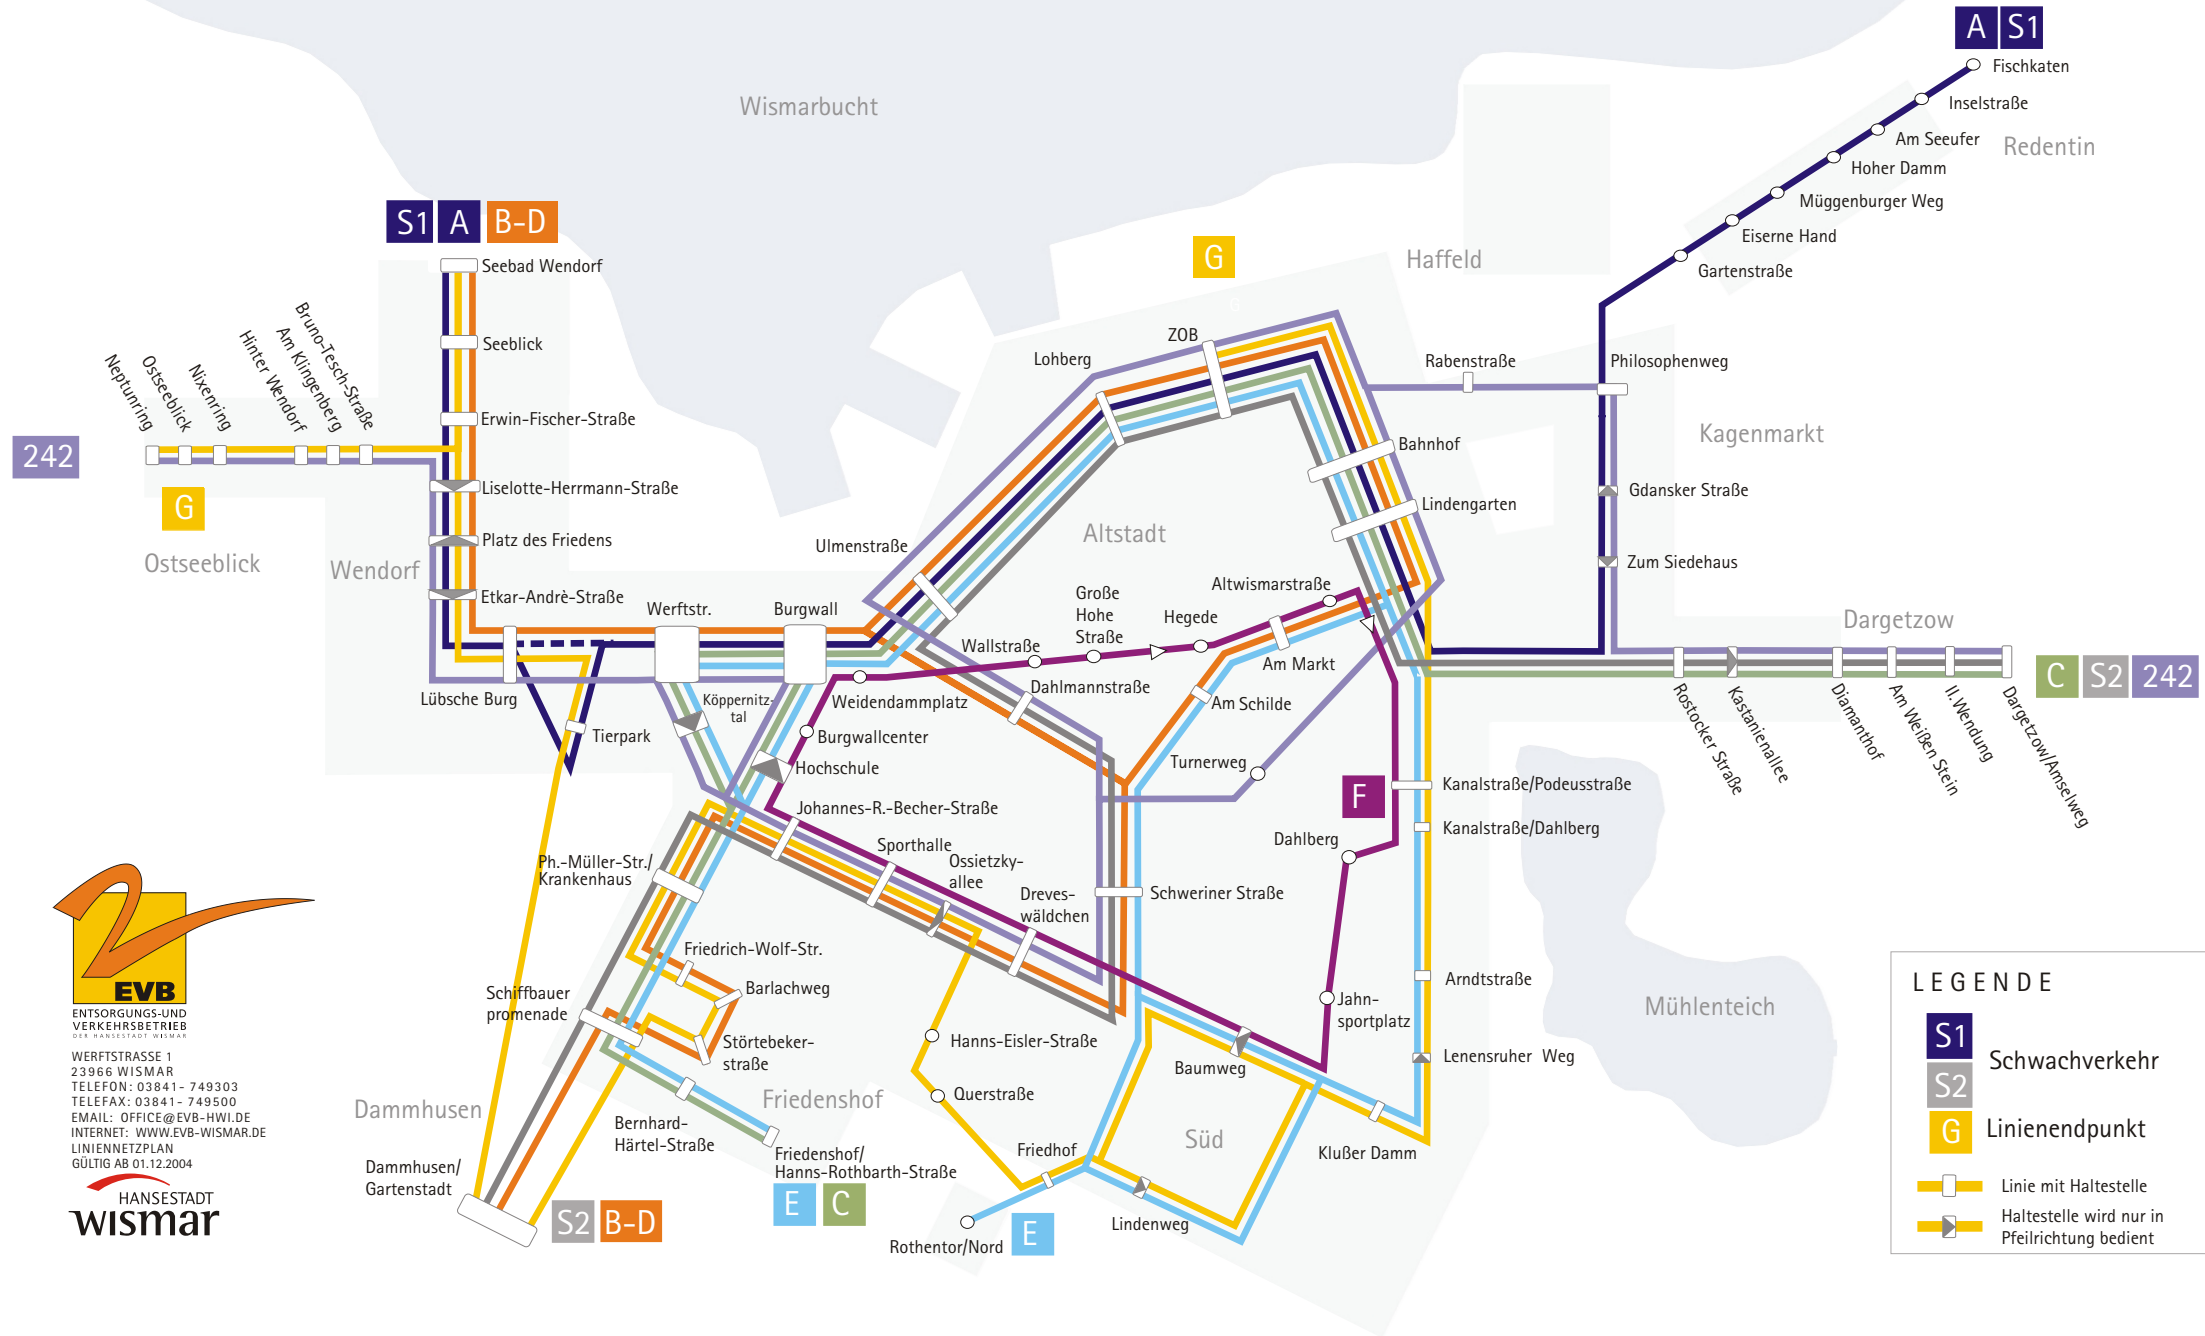 A S1
Fischkaten
Inselstraße
Am Seeufer
Redentin
Hoher Damm
Müggenburger Weg
Eiserne Hand
Gartenstraße
Wismarbucht
S1 A B-D
Seebad Wendorf
Seeblick
Erwin-Fischer-Straße
Liselotte-Herrmann-Straße
Platz des Friedens
Etkar-Andrè-Straße
Neptunring
Ostseeblick
Nixenring
Hinter Wendorf
Am Klingenberg
Bruno-Tesch-Straße
242
G
Ostseeblick
Wendorf
G
G
Haffeld
ZOB
Lohberg
Rabenstraße
Philosophenweg
Bahnhof
Kagenmarkt
Lindengarten
Gdansker Straße
Zum Siedehaus
Altstadt
Ulmenstraße
Werftstr.
Burgwall
Wallstraße
Große
Hohe
Straße
Hegede
Altwismarstraße
Am Markt
Dargetzow
C S2 242
Rostocker Straße
Kastanienallee
Diamanthof
Am Weißen Stein
II.Wendung
Dargetzow/Amselweg
Lübsche Burg
Tierpark
Köppernitz-
tal
Weidendammplatz
Dahlmannstraße
Am Schilde
Burgwallcenter
Hochschule
Turnerweg
Johannes-R.-Becher-Straße
Sporthalle
Ossietzky-
allee
Dreves-
wäldchen
Schweriner Straße
F
Dahlberg
Kanalstraße/Podeusstraße
Kanalstraße/Dahlberg
Ph.-Müller-Str./
Krankenhaus
Friedrich-Wolf-Str.
Barlachweg
Störtebeker-
straße
Schiffbauer
promenade
Hanns-Eisler-Straße
Querstraße
Arndtstraße
Jahn-
sportplatz
Lenensruher Weg
Mühlenteich
Baumweg
Süd
Klußer Damm
Friedhof
Lindenweg
Rothentor/Nord
E
Friedenshof
Dammhusen
Bernhard-
Härtel-Straße
Friedenshof/
Hanns-Rothbarth-Straße
E C
Dammhusen/
Gartenstadt
S2 B-D
EVB
ENTSORGUNGS-UND
VERKEHRSBETRIEB
DER HANSESTADT WISMAR
WERFTSTRASSE 1
23966 WISMAR
TELEFON: 03841- 749303
TELEFAX: 03841- 749500
EMAIL: OFFICE@EVB-HWI.DE
INTERNET: WWW.EVB-WISMAR.DE
LINIENNETZPLAN
GÜLTIG AB 01.12.2004
HANSESTADT
wismar
LEGENDE
S1
S2
Schwachverkehr
G Linienendpunkt
Linie mit Haltestelle
Haltestelle wird nur in
Pfeilrichtung bedient